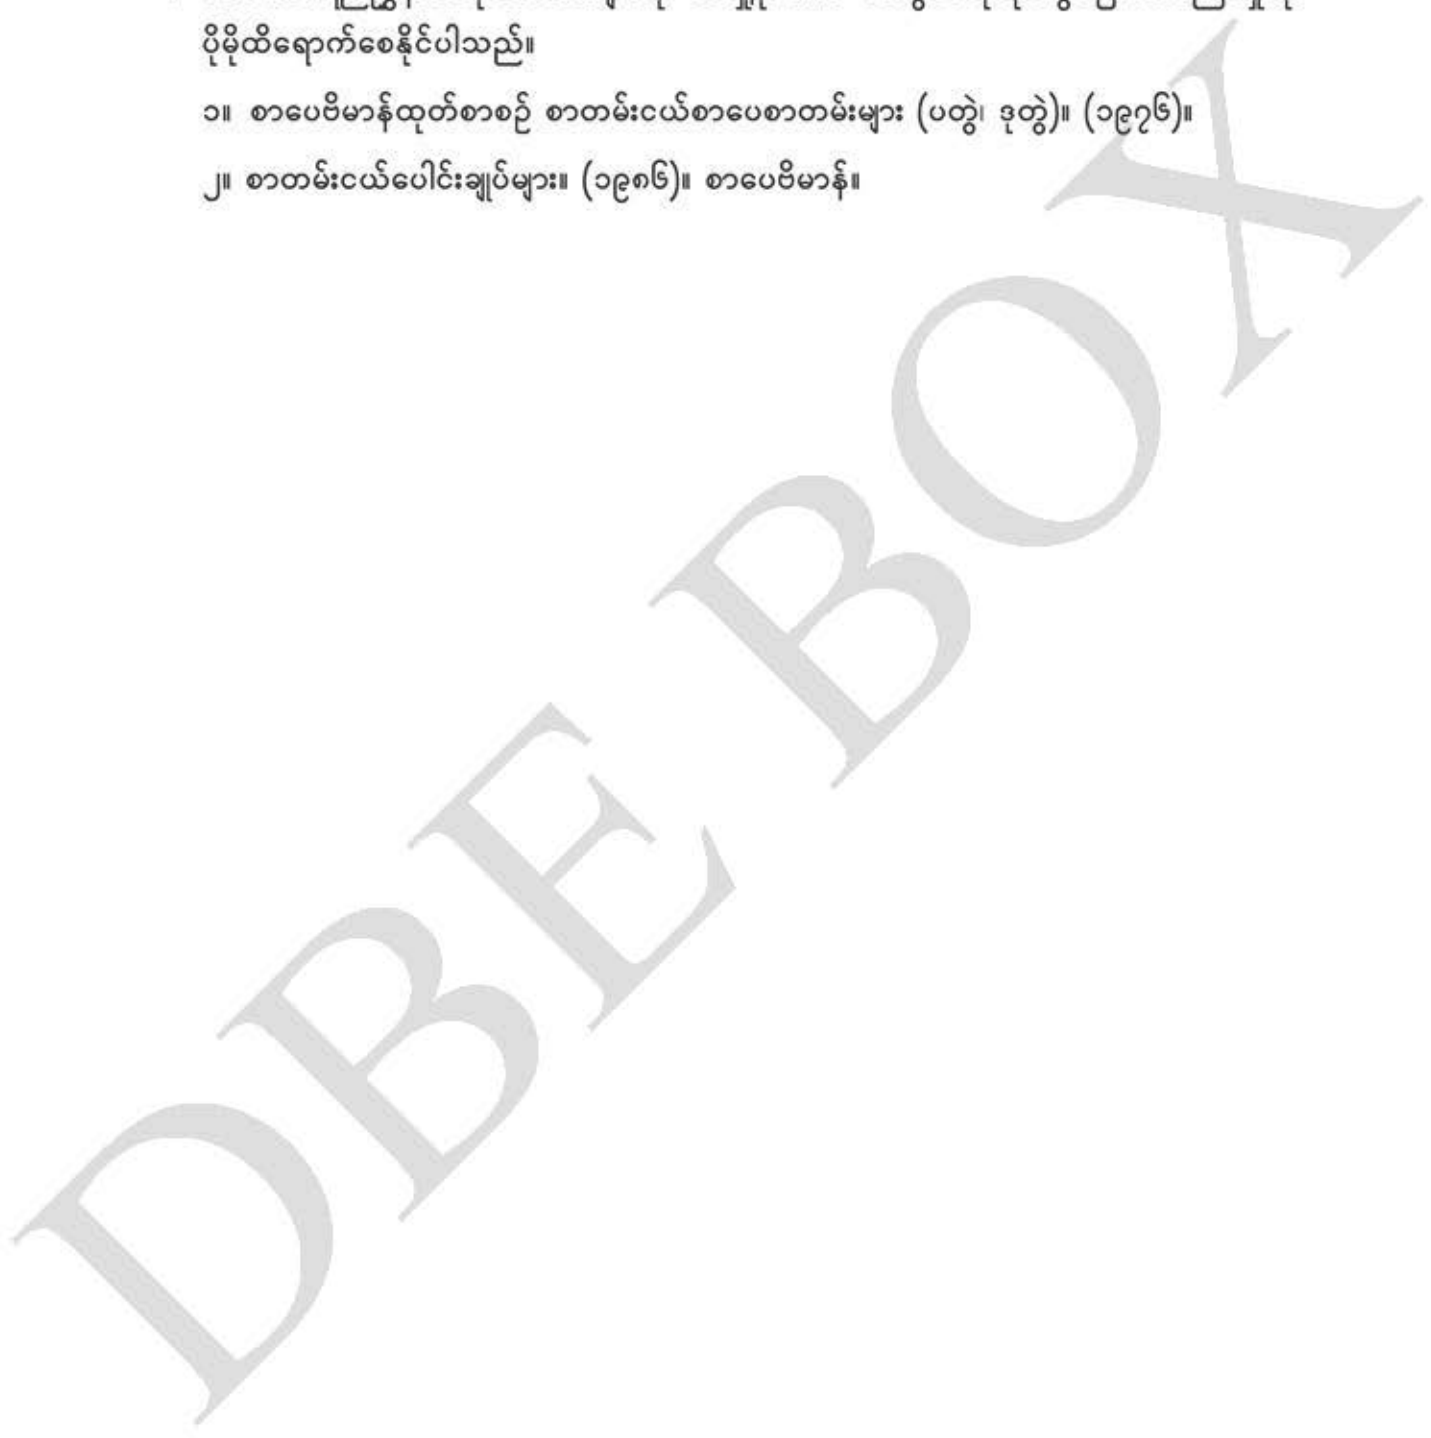 ပိုမိုထိရောက်စေနိုင်ပါသည်။
၁။ စာပေဗိမာန်ထုတ်စာစဉ် စာတမ်းငယ်စာပေစာတမ်းများ (ပတွဲ၊ ဒုတွဲ)။ (၁၉၇၆)။
၂။ စာတမ်းငယ်ပေါင်းချုပ်များ။ (၁၉၈၆)။ စာပေဗိမာန်။
DBE BOX